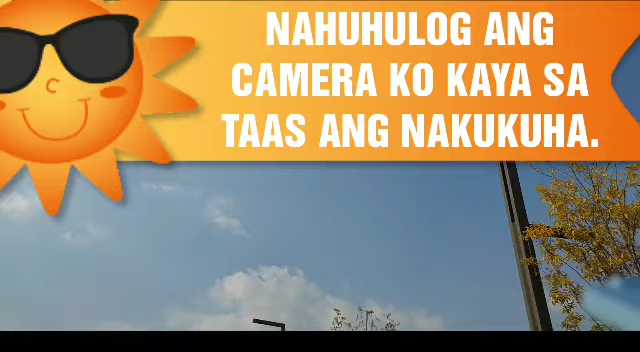 NAHUHULOG ANG
CAMERA KO KAYA SA
TAAS ANG NAKUKUHA.